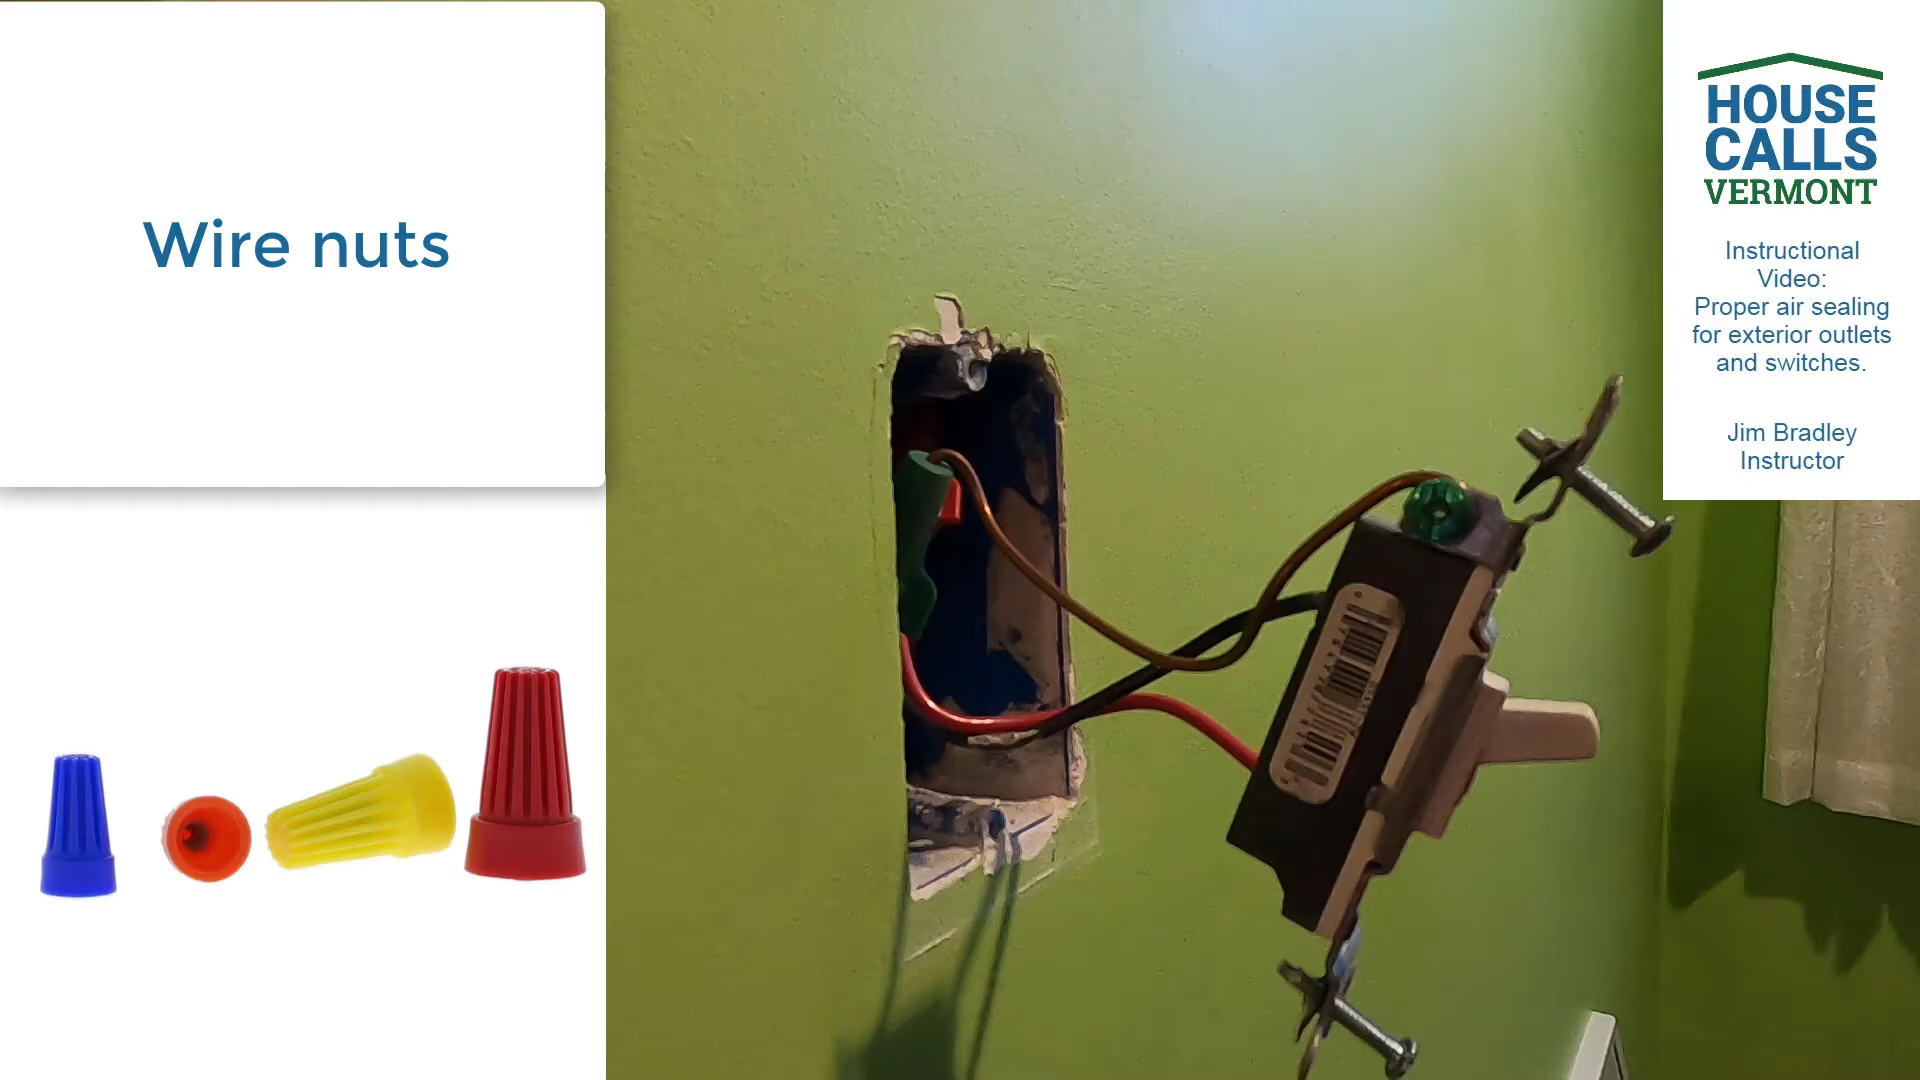 Wire nuts
HOUSE
CALLS
VERMONT
Instructional
Video:
Proper air sealing
for exterior outlets
and switches.
Jim Bradley
Instructor